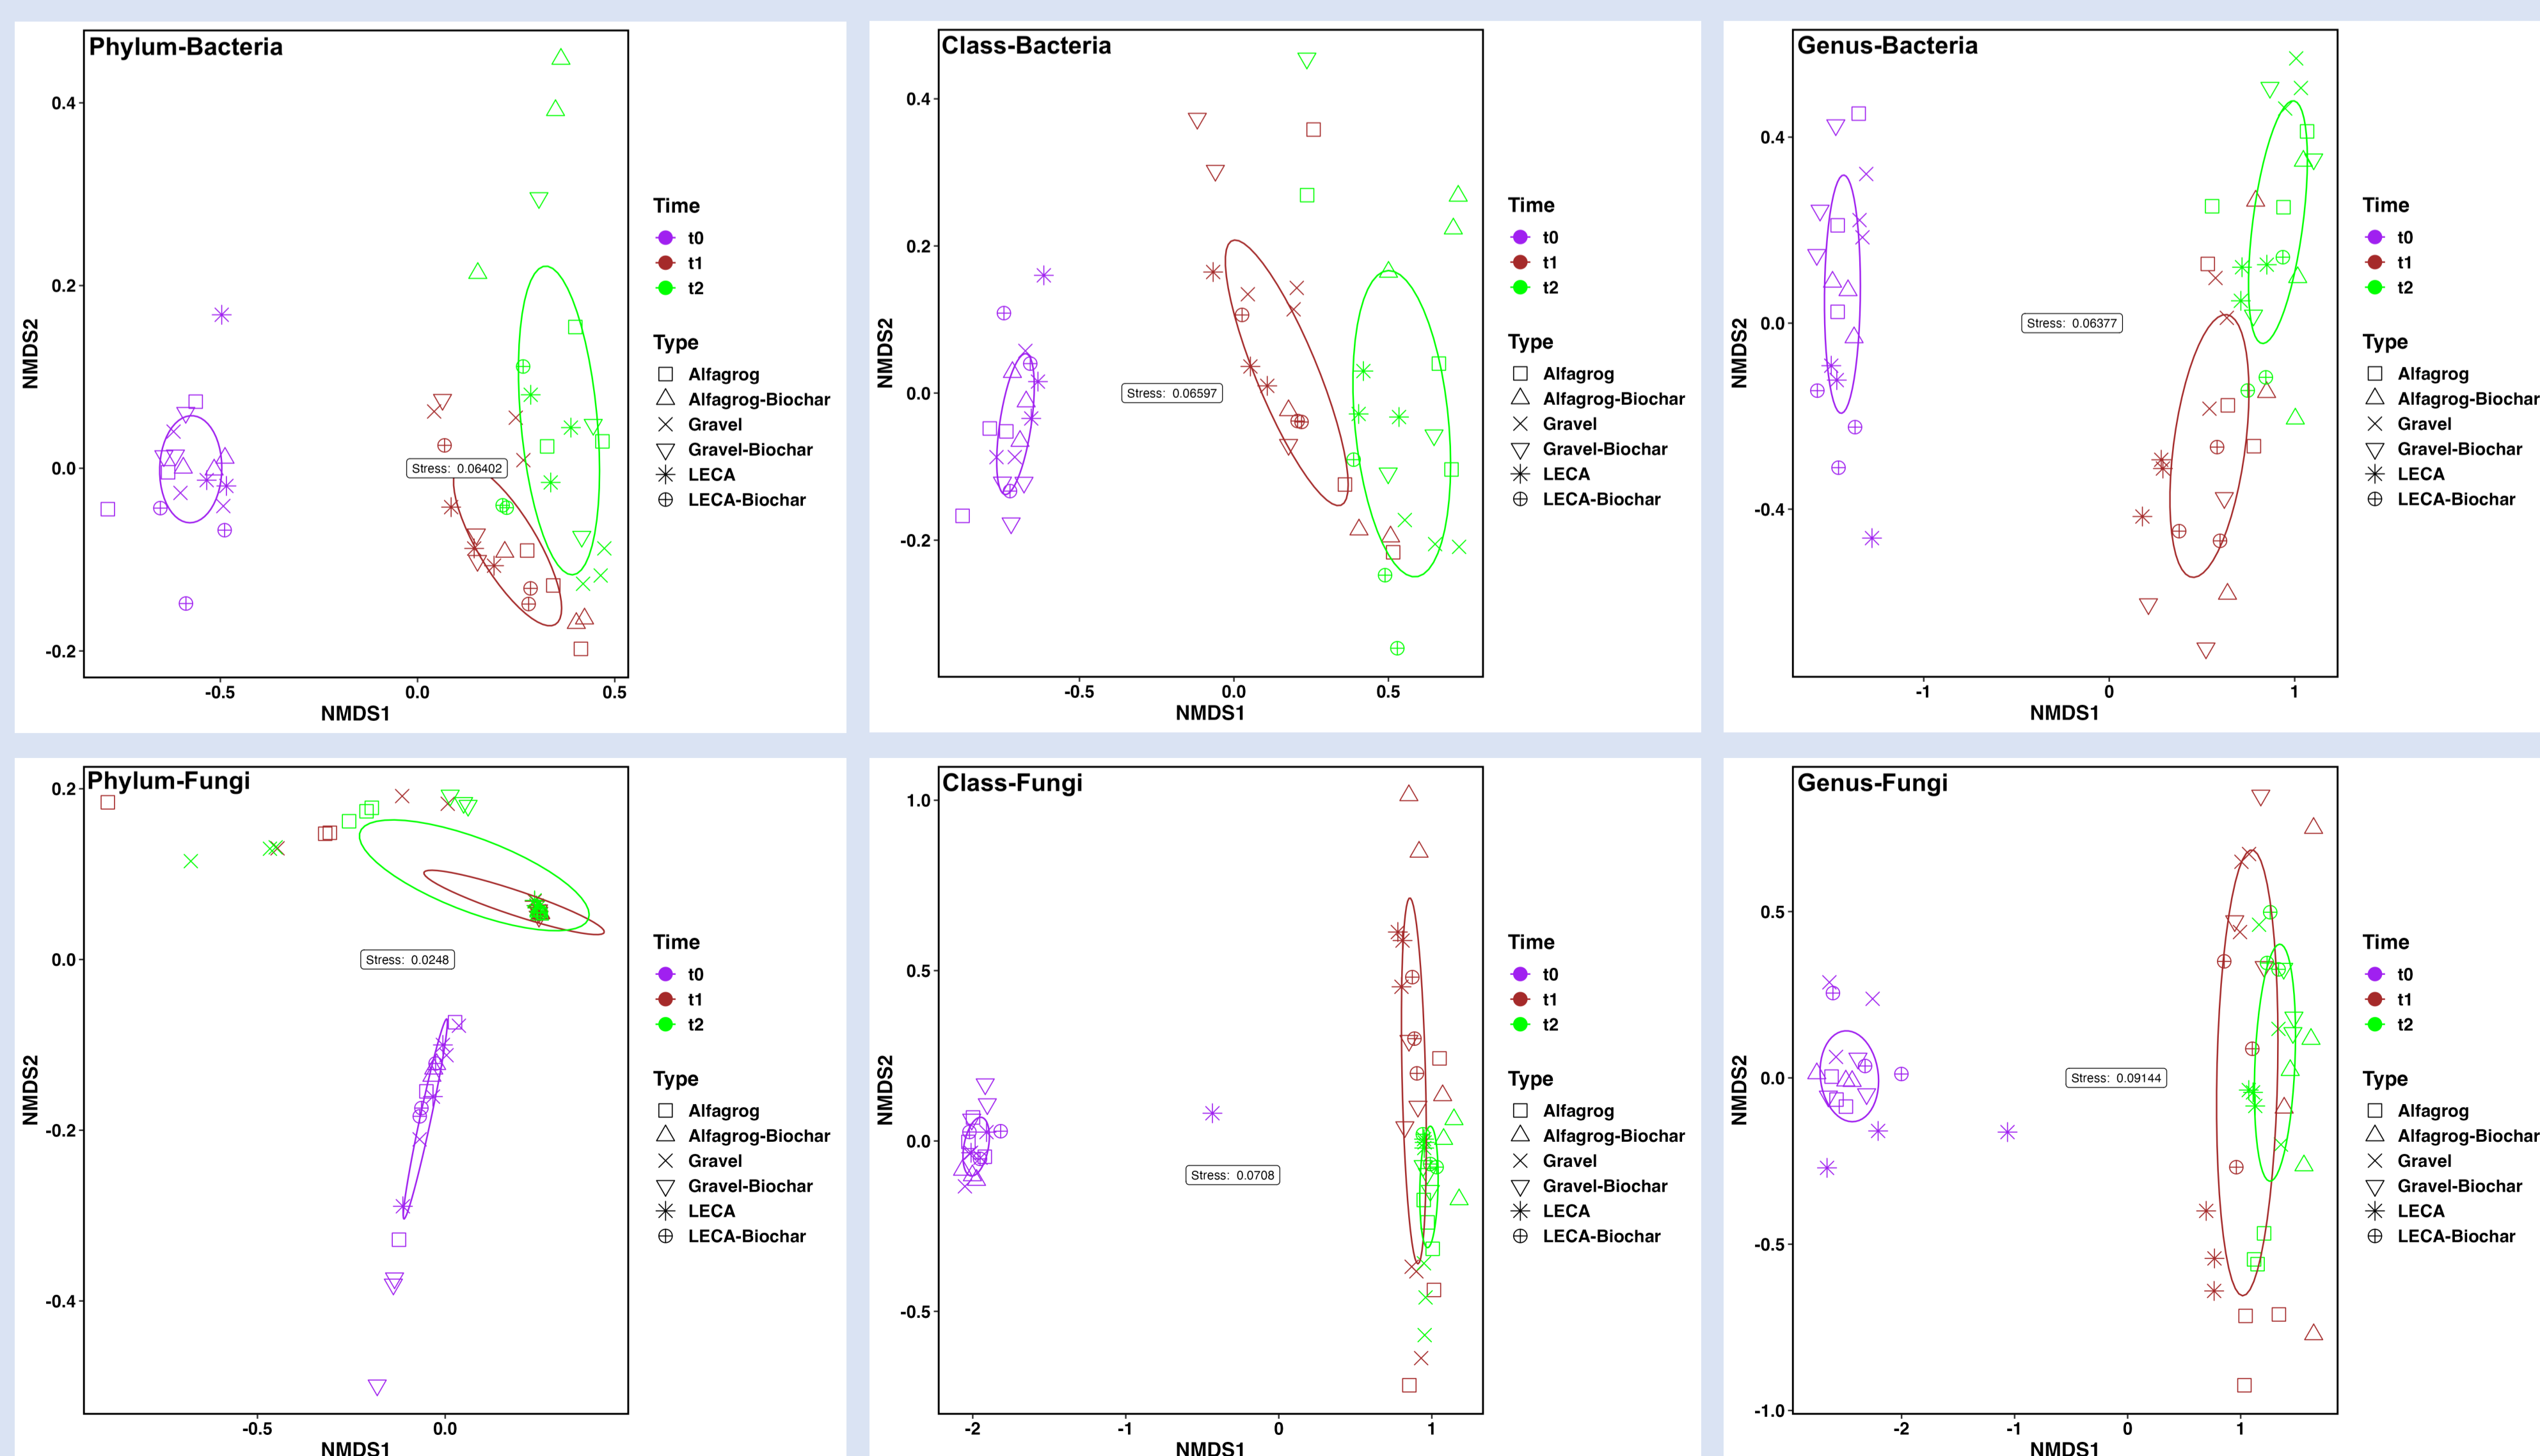 Phylum-Bacteria
0.4
0.2
0.0
-0.2
NMDS2
Stress: 0.06402
-0.5
0.0
0.5
NMDS1
Time
t0
t1
t2
Type
Alfagrog
Alfagrog-Biochar
Gravel
Gravel-Biochar
LECA
LECA-Biochar
Class-Bacteria
0.4
0.2
0.0
-0.2
NMDS2
Stress: 0.06597
-0.5
0.0
0.5
NMDS1
Time
t0
t1
t2
Type
Alfagrog
Alfagrog-Biochar
Gravel
Gravel-Biochar
LECA
LECA-Biochar
Genus-Bacteria
0.4
0.0
-0.4
NMDS2
Stress: 0.06377
-1
0
1
NMDS1
Time
t0
t1
t2
Type
Alfagrog
Alfagrog-Biochar
Gravel
Gravel-Biochar
LECA
LECA-Biochar
Phylum-Fungi
0.2
0.0
-0.2
-0.4
NMDS2
Stress: 0.0248
-0.5
0.0
NMDS1
Time
t0
t1
t2
Type
Alfagrog
Alfagrog-Biochar
Gravel
Gravel-Biochar
LECA
LECA-Biochar
Class-Fungi
1.0
0.5
0.0
-0.5
NMDS2
Stress: 0.0708
-2
-1
0
1
NMDS1
Time
t0
t1
t2
Type
Alfagrog
Alfagrog-Biochar
Gravel
Gravel-Biochar
LECA
LECA-Biochar
Genus-Fungi
0.5
0.0
-0.5
-1.0
NMDS2
Stress: 0.09144
-2
-1
0
1
NMDS1
Time
t0
t1
t2
Type
Alfagrog
Alfagrog-Biochar
Gravel
Gravel-Biochar
LECA
LECA-Biochar